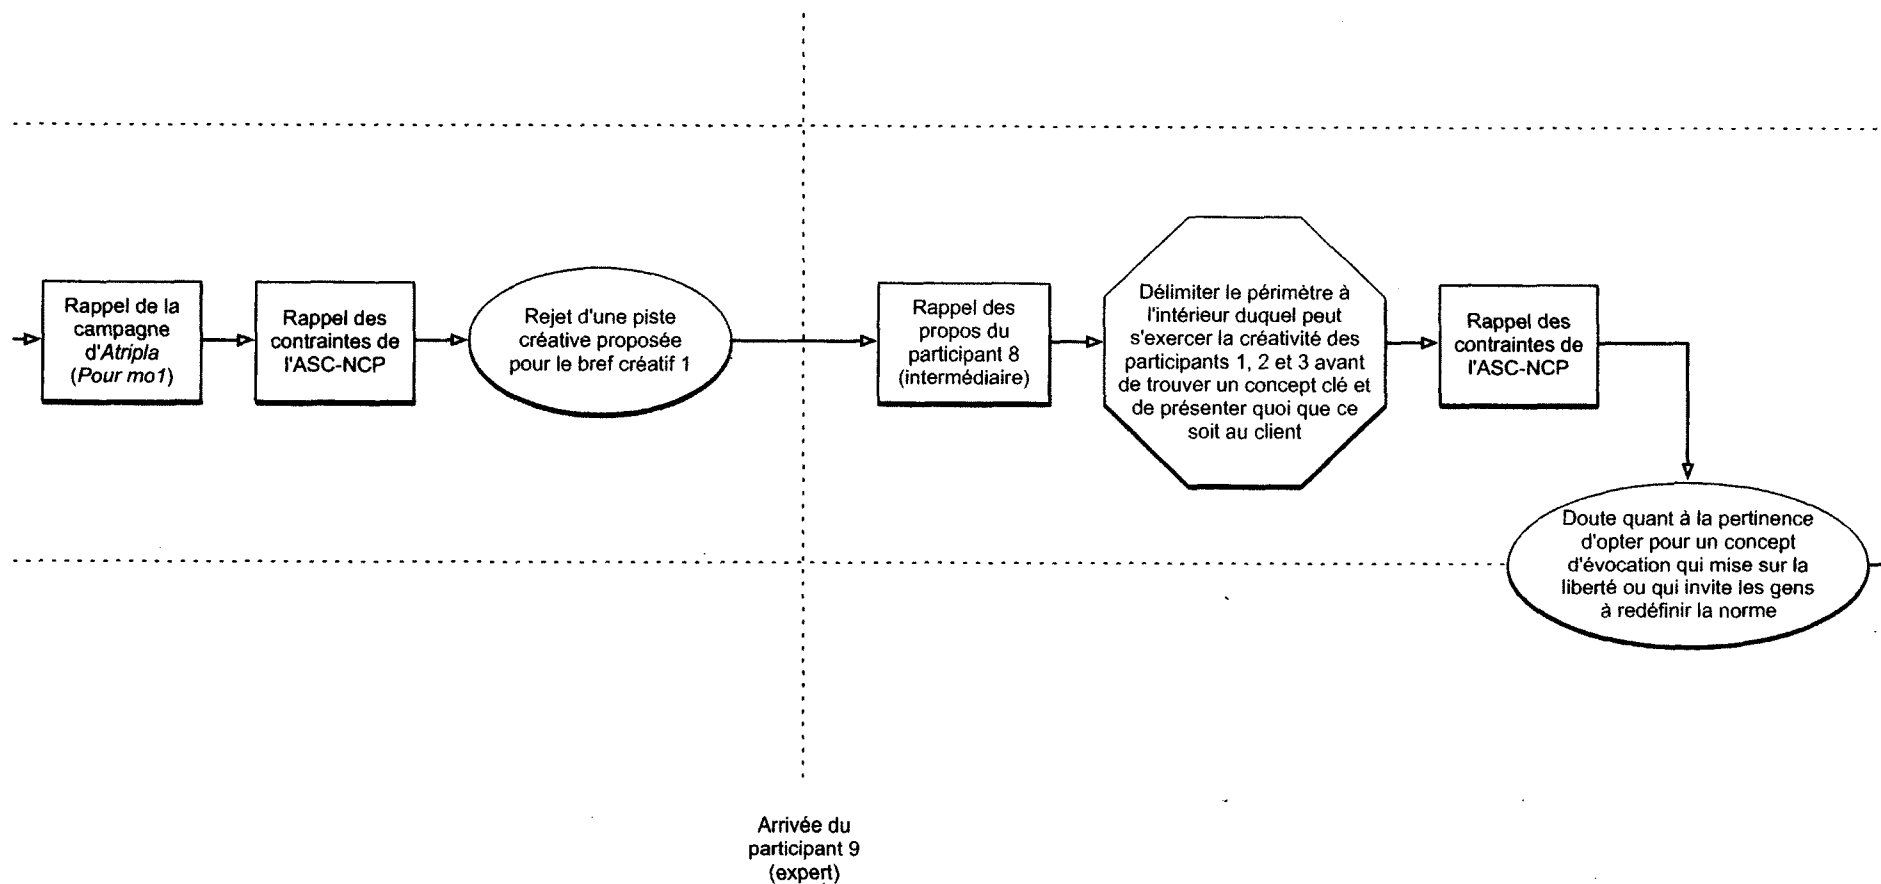 Rappel de la
campagne
d'Atripla
(Pour mo1)
Rappel des
contraintes de
l'ASC-NCP
Rejet d'une piste
créative proposée
pour le bref créatif 1
Rappel des
propos du
participant 8
(intermédiaire)
Délimiter le périmètre à
l'intérieur duquel peut
s'exercer la créativité des
participants 1, 2 et 3 avant
de trouver un concept clé et
de présenter quoi que ce
soit au client
Rappel des
contraintes de
l'ASC-NCP
Doute quant à la pertinence
d'opter pour un concept
d'évocation qui mise sur la
liberté ou qui invite les gens
à redéfinir la norme
Arrivée du
participant 9
(expert)